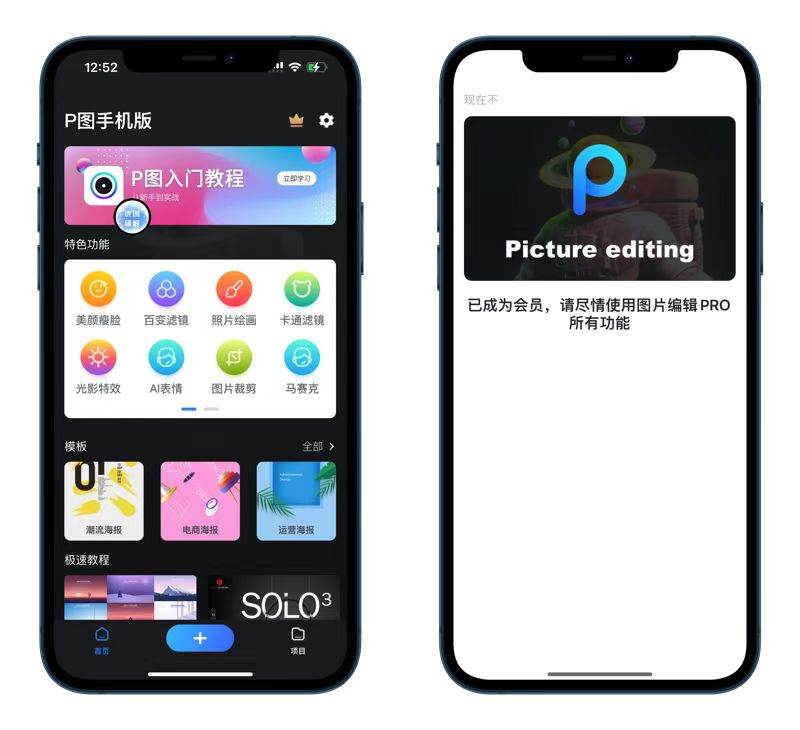 12:52
P图手机版
P图入门教程
从新手到实战
立即学习
特色功能
美颜瘦脸
百变滤镜
照片绘画
卡通滤镜
光影特效
AI表情
图片裁剪
马赛克
模板
全部
潮流海报
电商海报
运营海报
极速教程
SOLO3
首页
项目
现在不
Picture editing
已成为会员，请尽情使用图片编辑PRO
所有功能